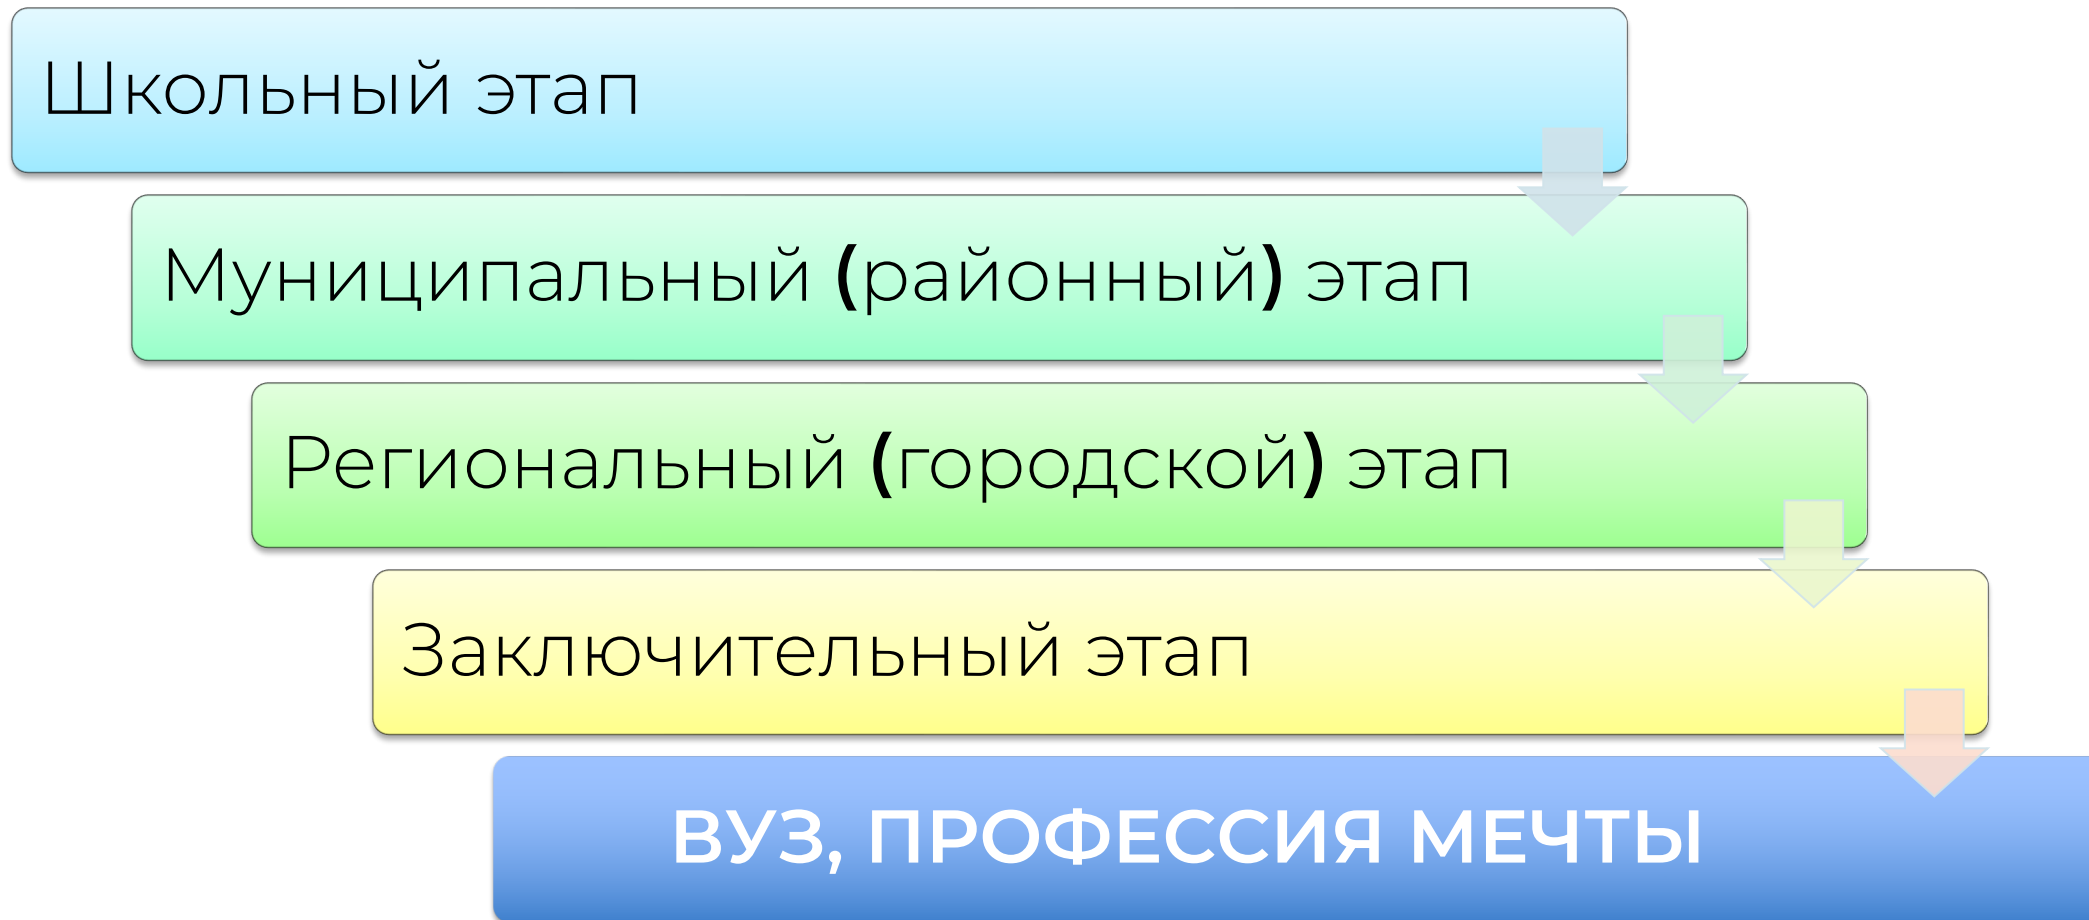 Школьный этап
Муниципальный (районный) этап
Региональный (городской) этап
Заключительный этап
ВУЗ, ПРОФЕССИЯ МЕЧТЫ